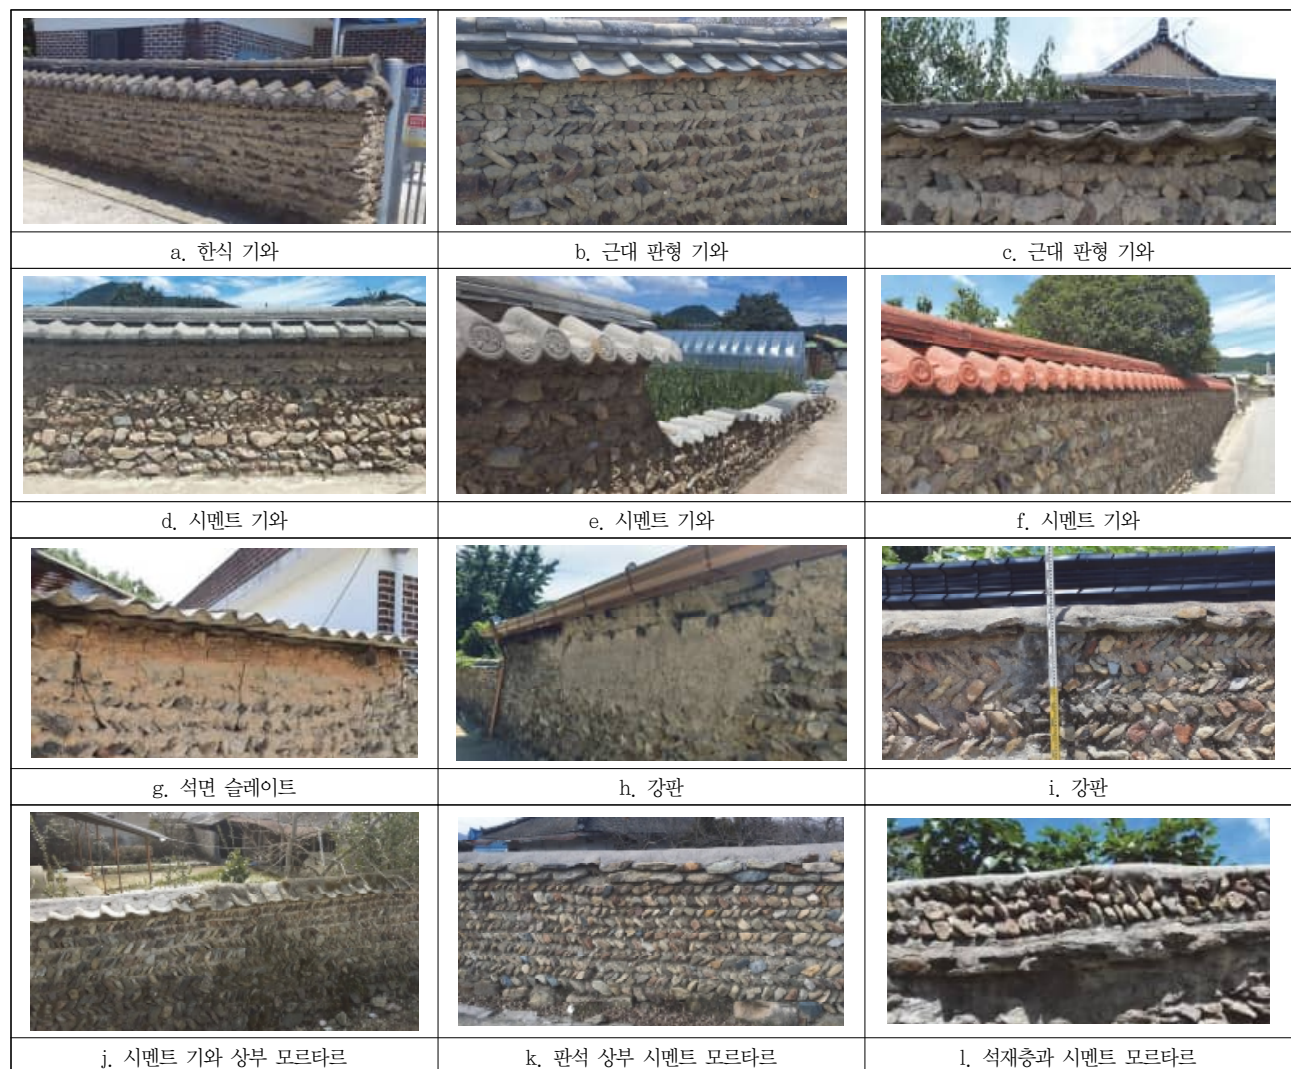 a. 한식 기와
b. 근대 판형 기와
c. 근대 판형 기와
d. 시멘트 기와
e. 시멘트 기와
f. 시멘트 기와
g. 석면 슬레이트
h. 강판
i. 강판
j. 시멘트 기와 상부 모르타르
k. 판석 상부 시멘트 모르타르
l. 석재층과 시멘트 모르타르